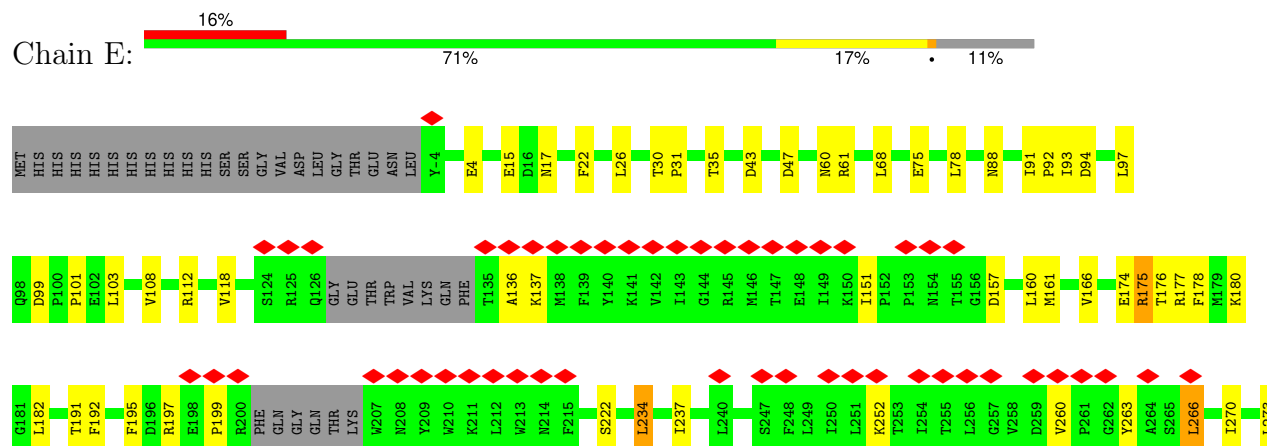 16%
Chain E:
71% 17% • 11%
MET HIS HIS HIS HIS HIS HIS HIS HIS HIS HIS SER SER GLY VAL ASP LEU GLY THR GLU ASN LEU Y-4 E4 E15 D16 N17 F22 L26 T30 P31 T35 D43 D47 N60 R61 L68 E75 L78 N88 I91 P92 I93 D94 L97
Q98 D99 P100 P101 E102 L103 V108 R112 V118 S124 R125 Q126 GLY GLU THR TRP VAL LYS GLN PHE T135 A136 K137 M138 F139 Y140 K141 V142 I143 G144 R145 M146 T147 E148 I149 K150 I151 P152 P153 N154 T155 G156 D157 L160 M161 V166 E174 R175 T176 R177 F178 M179 K180
G181 L182 T191 F192 F195 D196 R197 E198 P199 R200 PHE GLN GLY GLN THR LYS W207 N208 Y209 W210 K211 L212 W213 N214 F215 S222 L234 I237 L240 S247 F248 L249 I250 L251 K252 T253 I254 T255 L256 G257 V258 D259 V260 P261 G262 Y263 A264 S265 L266 I270